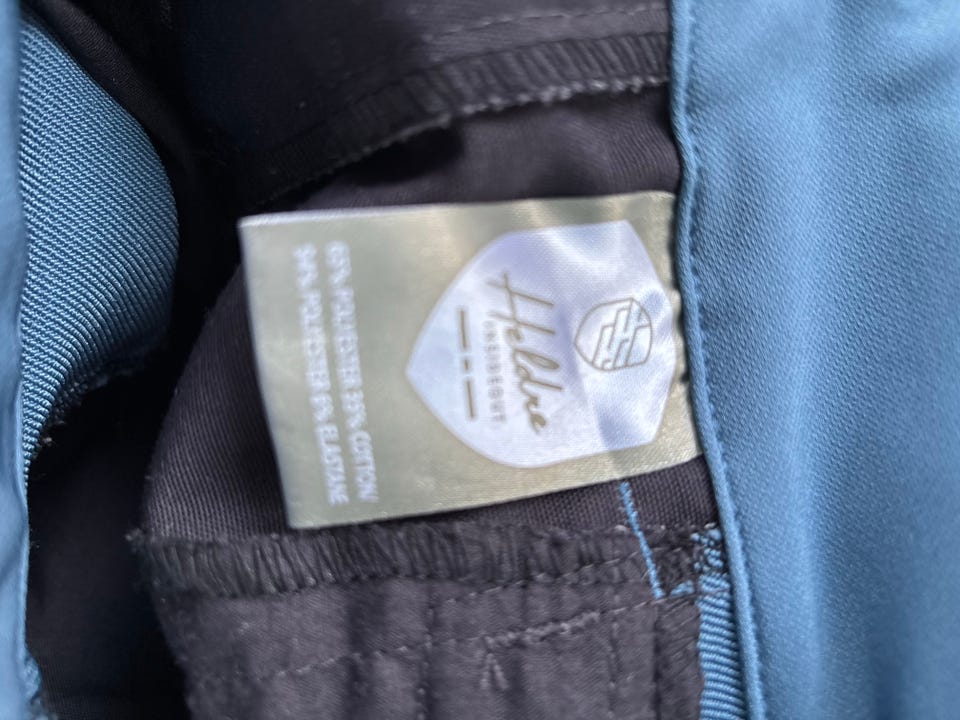 Heldre
65% POLYESTER 35% COTTON
94% POLYESTER 6% ELASTANE